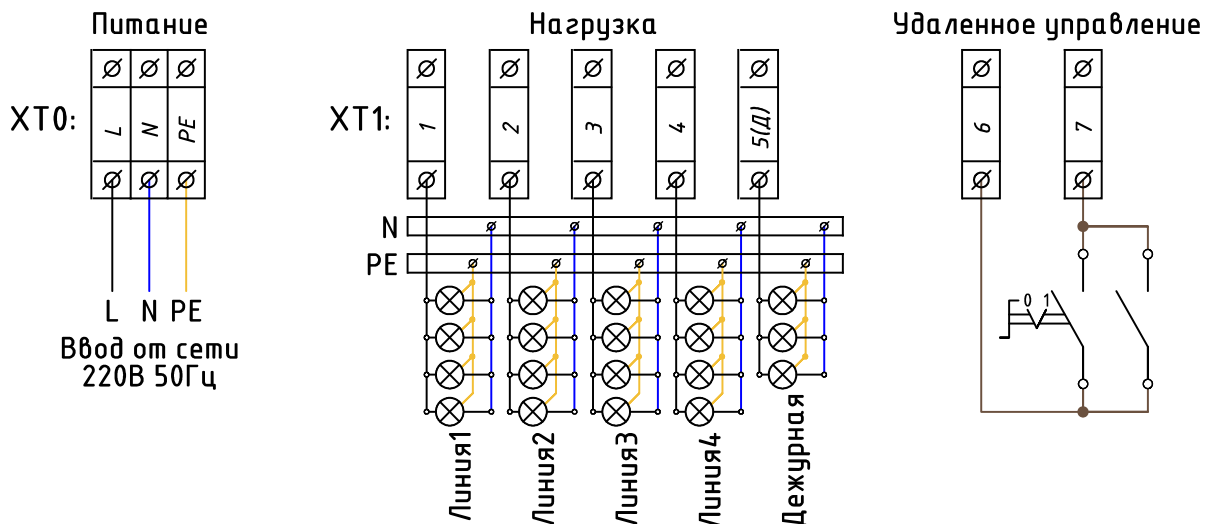 Питание
Нагрузка
Удаленное управление
XT0:
L
N
PE
XT1:
1
2
3
4
5(Д)
6
7
N
PE
0 1
L N PE
Ввод от сети
220В 50Гц
Линия1
Линия2
Линия3
Линия4
Дежурная